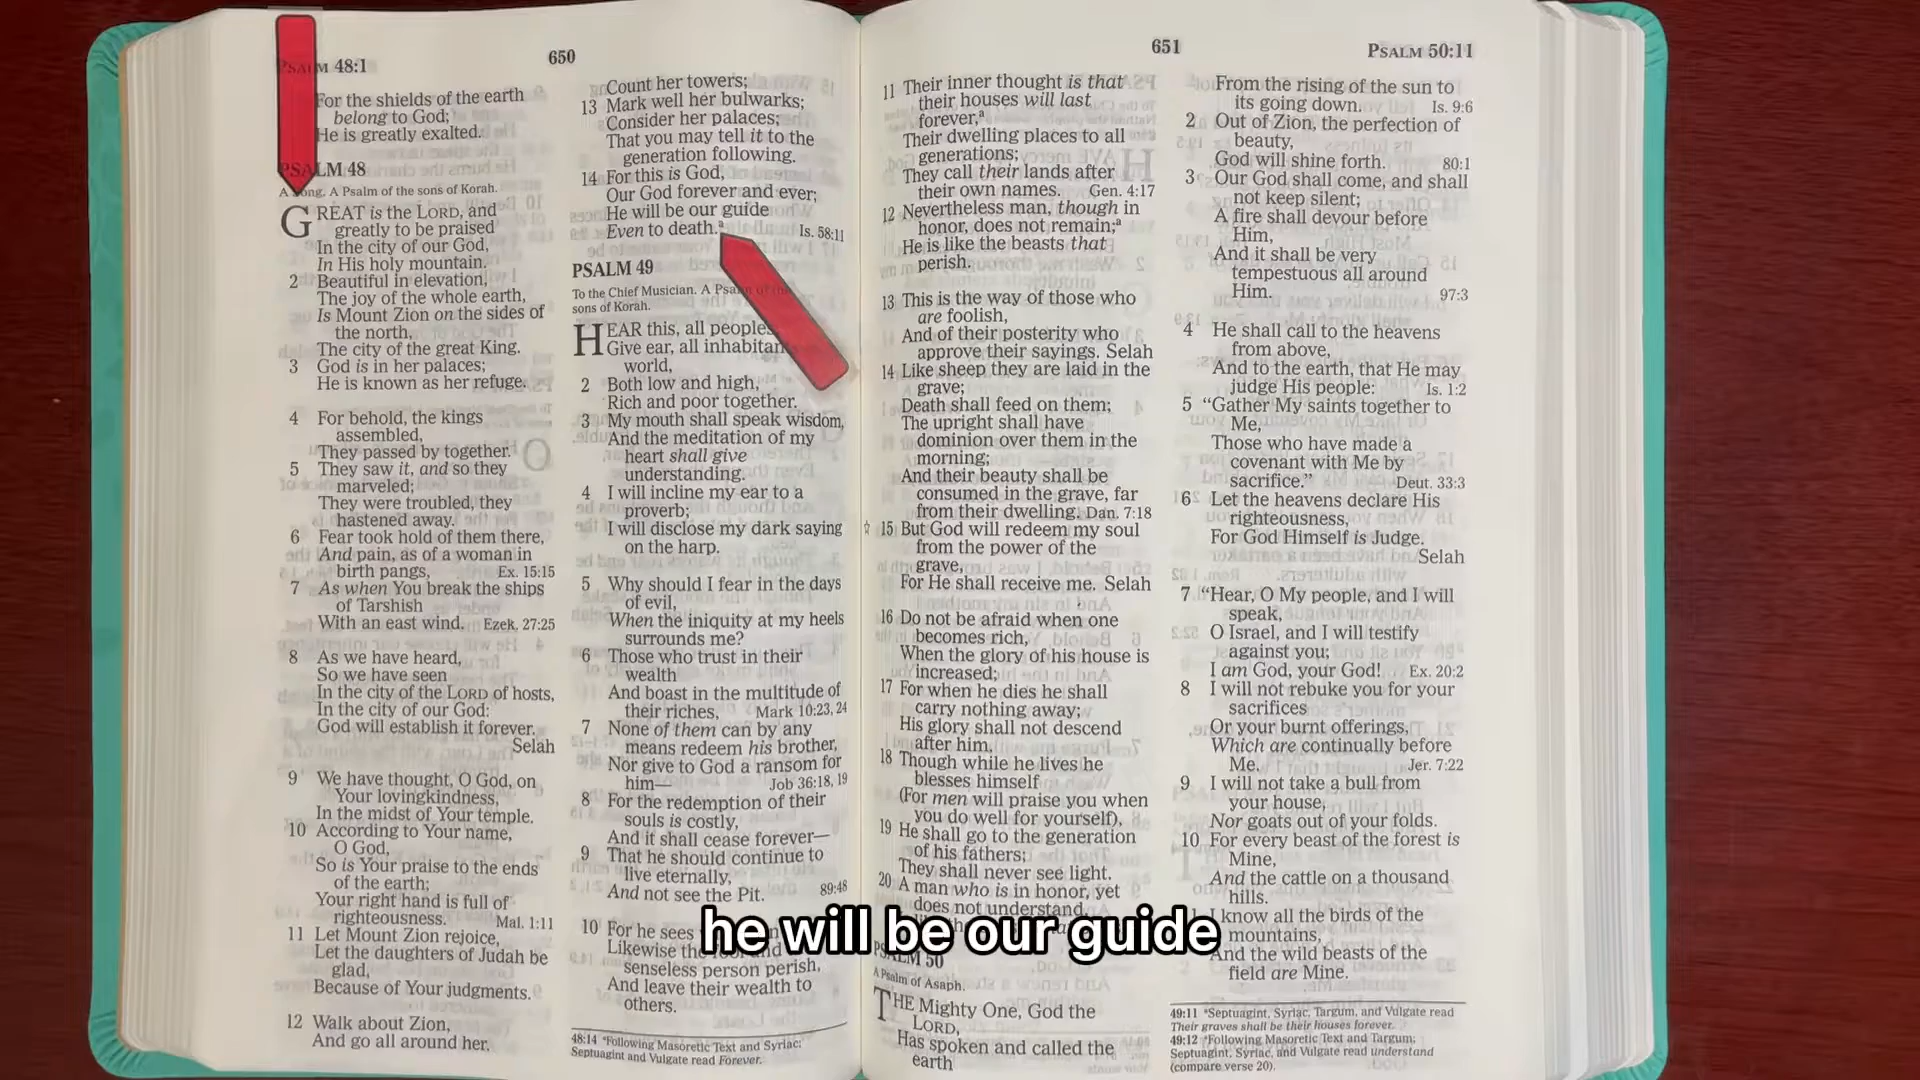 PSALM 48:1
650
For the shields of the earth
belong to God;
He is greatly exalted.
PSALM 48
A Song. A Psalm of the sons of Korah.
GREAT is the LORD, and
greatly to be praised
In the city of our God,
In His holy mountain.
2 Beautiful in elevation,
The joy of the whole earth,
Is Mount Zion on the sides of
the north,
The city of the great King.
3 God is in her palaces;
He is known as her refuge.
4 For behold, the kings
assembled,
They passed by together.
5 They saw it, and so they
marveled;
They were troubled, they
hastened away.
6 Fear took hold of them there,
And pain, as of a woman in
birth pangs, Ex. 15:15
7 As when You break the ships
of Tarshish
With an east wind. Ezek. 27:25
8 As we have heard,
So we have seen
In the city of the LORD of hosts,
In the city of our God:
God will establish it forever.
Selah
9 We have thought, O God, on
Your lovingkindness,
In the midst of Your temple.
10 According to Your name,
O God,
So is Your praise to the ends
of the earth;
Your right hand is full of
righteousness. Mal. 1:11
11 Let Mount Zion rejoice,
Let the daughters of Judah be
glad,
Because of Your judgments.
12 Walk about Zion,
And go all around her.
Count her towers;
13 Mark well her bulwarks;
Consider her palaces;
That you may tell it to the
generation following.
14 For this is God,
Our God forever and ever;
He will be our guide
Even to death.a Is. 58:11
PSALM 49
To the Chief Musician. A Psalm of the
sons of Korah.
HEAR this, all peoples
Give ear, all
world,
2 Both low and high,
Rich and poor together.
3 My mouth shall speak wisdom,
And the meditation of my
heart shall give
understanding.
4 I will incline my ear to a
proverb;
I will disclose my dark saying
on the harp.
5 Why should I fear in the days
of evil,
When the iniquity at my heels
surrounds me?
6 Those who trust in their
wealth
And boast in the multitude of
their riches, Mark 10:23, 24
7 None of them can by any
means redeem his brother,
Nor give to God a ransom for
him— Job 36:18, 19
8 For the redemption of their
souls is costly,
And it shall cease forever—
9 That he should continue to
live eternally,
And not see the Pit. 89:48
10 For he sees
Likewise the fool and
senseless person perish,
And leave their wealth to
others.
48:14 aFollowing Masoretic Text and Syriac;
Septuagint and Vulgate read Forever.
651
PSALM 50:11
11 Their inner thought is that
their houses will last
forever,a
Their dwelling places to all
generations;
They call their lands after
their own names. Gen. 4:17
12 Nevertheless man, though in
honor, does not remain;a
He is like the beasts that
perish.
13 This is the way of those who
are foolish,
And of their posterity who
approve their sayings. Selah
14 Like sheep they are laid in the
grave;
Death shall feed on them;
The upright shall have
dominion over them in the
morning;
And their beauty shall be
consumed in the grave, far
from their dwelling. Dan. 7:18
☆ 15 But God will redeem my soul
from the power of the
grave,
For He shall receive me. Selah
16 Do not be afraid when one
becomes rich,
When the glory of his house is
increased;
17 For when he dies he shall
carry nothing away;
His glory shall not descend
after him.
18 Though while he lives he
blesses himself
(For men will praise you when
you do well for yourself),
19 He shall go to the generation
of his fathers;
They shall never see light.
20 A man who is in honor, yet
does not understand,
PSALM 50
A Psalm of Asaph.
THE Mighty One, God the
LORD,
Has spoken and called the
earth
From the rising of the sun to
its going down. Is. 9:6
2 Out of Zion, the perfection of
beauty,
God will shine forth. 80:1
3 Our God shall come, and shall
not keep silent;
A fire shall devour before
Him,
And it shall be very
tempestuous all around
Him. 97:3
4 He shall call to the heavens
from above,
And to the earth, that He may
judge His people: Is. 1:2
5 “Gather My saints together to
Me,
Those who have made a
covenant with Me by
sacrifice.” Deut. 33:3
6 Let the heavens declare His
righteousness,
For God Himself is Judge.
Selah
7 “Hear, O My people, and I will
speak,
O Israel, and I will testify
against you;
I am God, your God! Ex. 20:2
8 I will not rebuke you for your
sacrifices
Or your burnt offerings,
Which are continually before
Me. Jer. 7:22
9 I will not take a bull from
your house,
Nor goats out of your folds.
10 For every beast of the forest is
Mine,
And the cattle on a thousand
hills.
I know all the birds of the
mountains,
And the wild beasts of the
field are Mine.
49:11 aSeptuagint, Syriac, Targum, and Vulgate read
Their graves shall be their houses forever.
49:12 aFollowing Masoretic Text and Targum;
Septuagint, Syriac, and Vulgate read understand
(compare verse 20).
he will be our guide